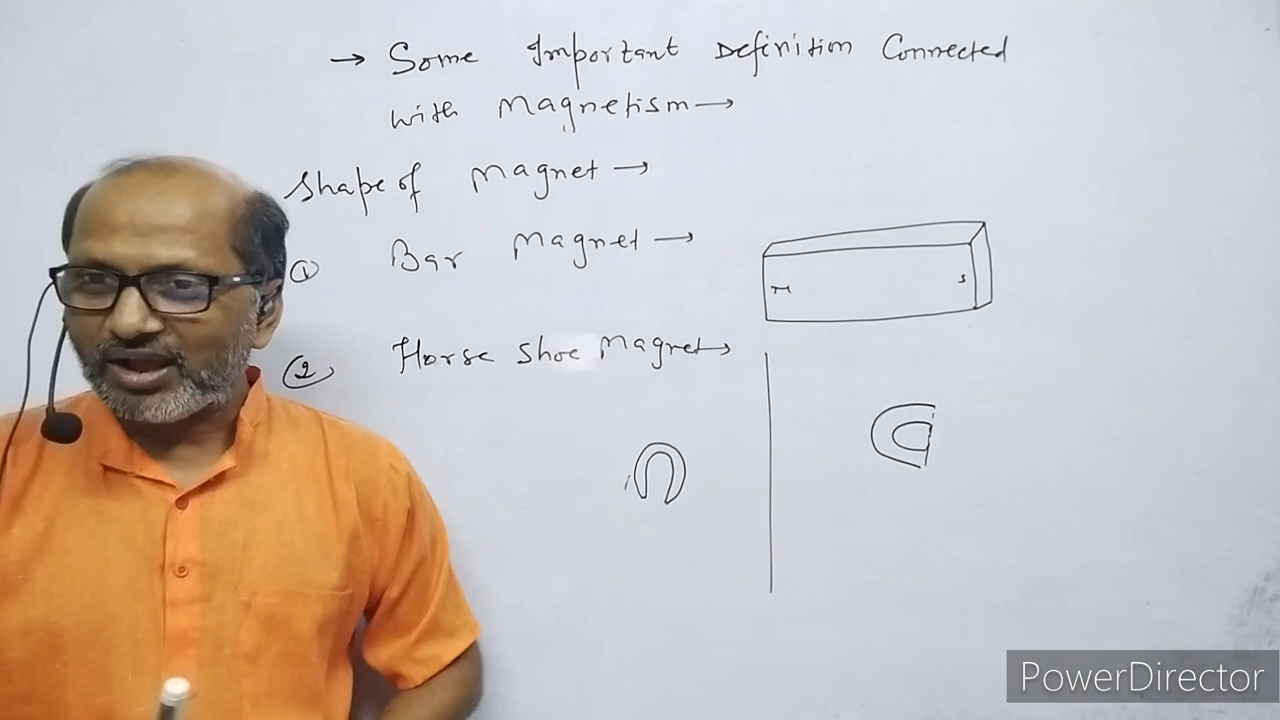 → Some Important Definition Connected
with Magnetism →
Shape of Magnet →
① Bar Magnet →
N S
② Horse Shoe Magnet →
PowerDirector